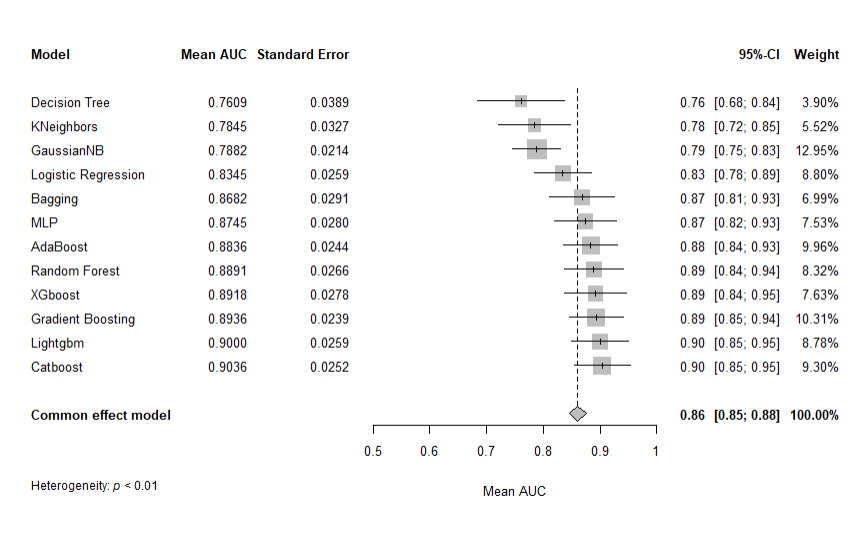 Model Mean AUC Standard Error 95%-CI Weight
Decision Tree 0.7609 0.0389 0.76 [0.68; 0.84] 3.90%
KNeighbors 0.7845 0.0327 0.78 [0.72; 0.85] 5.52%
GaussianNB 0.7882 0.0214 0.79 [0.75; 0.83] 12.95%
Logistic Regression 0.8345 0.0259 0.83 [0.78; 0.89] 8.80%
Bagging 0.8682 0.0291 0.87 [0.81; 0.93] 6.99%
MLP 0.8745 0.0280 0.87 [0.82; 0.93] 7.53%
AdaBoost 0.8836 0.0244 0.88 [0.84; 0.93] 9.96%
Random Forest 0.8891 0.0266 0.89 [0.84; 0.94] 8.32%
XGboost 0.8918 0.0278 0.89 [0.84; 0.95] 7.63%
Gradient Boosting 0.8936 0.0239 0.89 [0.85; 0.94] 10.31%
Lightgbm 0.9000 0.0259 0.90 [0.85; 0.95] 8.78%
Catboost 0.9036 0.0252 0.90 [0.85; 0.95] 9.30%
Common effect model 0.86 [0.85; 0.88] 100.00%
0.5 0.6 0.7 0.8 0.9 1
Heterogeneity: p < 0.01
Mean AUC